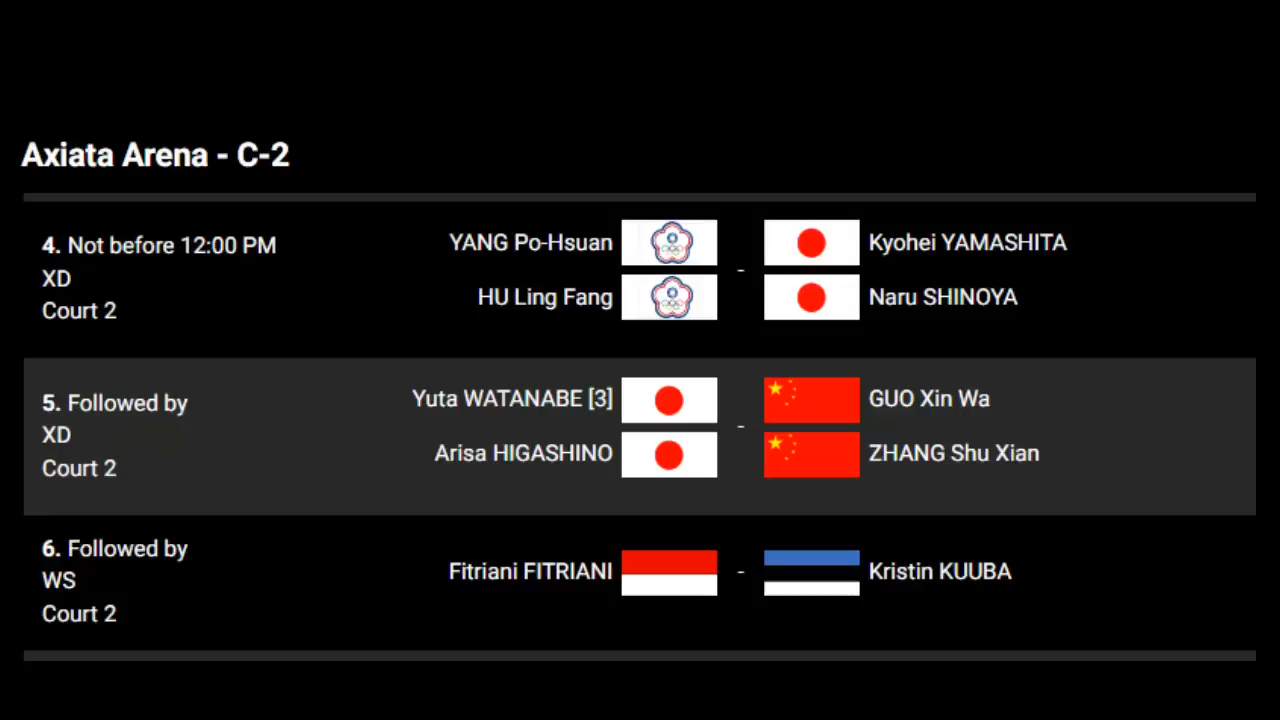 Axiata Arena - C-2
4. Not before 12:00 PM
XD
Court 2
YANG Po-Hsuan
HU Ling Fang
-
Kyohei YAMASHITA
Naru SHINOYA
5. Followed by
XD
Court 2
Yuta WATANABE [3]
Arisa HIGASHINO
-
GUO Xin Wa
ZHANG Shu Xian
6. Followed by
WS
Court 2
Fitriani FITRIANI
-
Kristin KUUBA